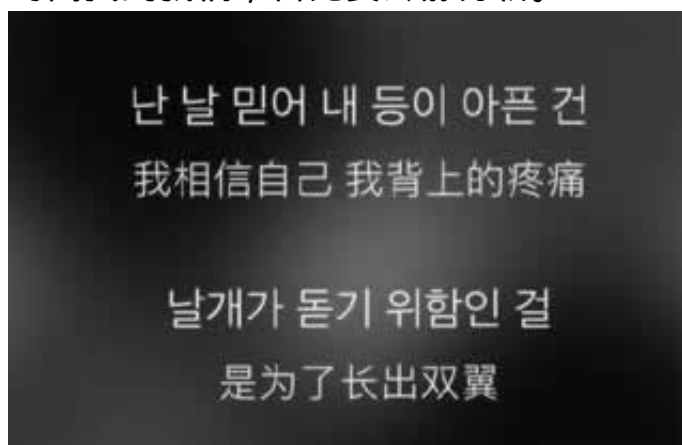 난 날 믿어 내 등이 아픈 건
我相信自己 我背上的疼痛
날개가 돋기 위함인 걸
是为了长出双翼